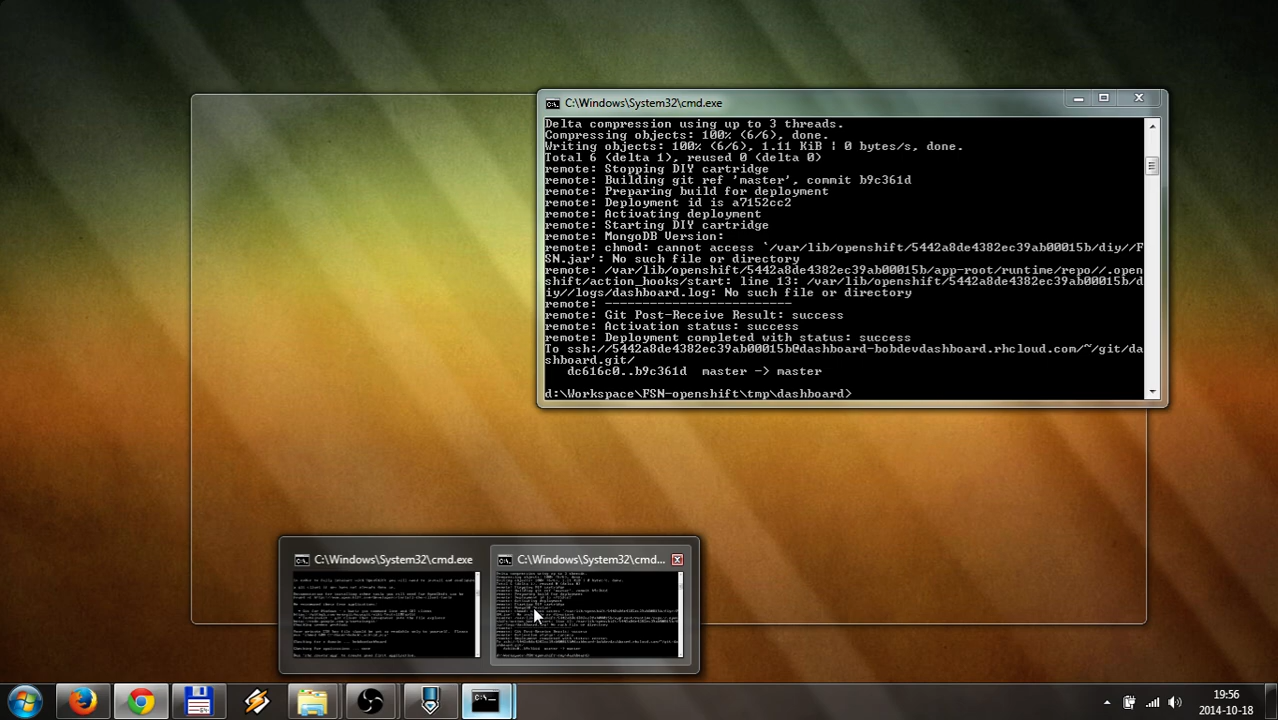 C:\Windows\System32\cmd.exe
Delta compression using up to 3 threads.
Compressing objects: 100% (6/6), done.
Writing objects: 100% (6/6), 1.11 KiB ¦ 0 bytes/s, done.
Total 6 (delta 1), reused 0 (delta 0)
remote: Stopping DIY cartridge
remote: Building git ref 'master', commit b9c361d
remote: Preparing build for deployment
remote: Deployment id is a7152cc2
remote: Activating deployment
remote: Starting DIY cartridge
remote: MongoDB Version:
remote: chmod: cannot access `/var/lib/openshift/5442a8de4382ec39ab00015b/diy//F
SN.jar': No such file or directory
remote: /var/lib/openshift/5442a8de4382ec39ab00015b/app-root/runtime/repo//.open
shift/action_hooks/start: line 13: /var/lib/openshift/5442a8de4382ec39ab00015b/d
iy//logs/dashboard.log: No such file or directory
remote: -------------------------
remote: Git Post-Receive Result: success
remote: Activation status: success
remote: Deployment completed with status: success
To ssh://5442a8de4382ec39ab00015b@dashboard-bobdevdashboard.rhcloud.com/~/git/da
shboard.git/
dc616c0..b9c361d  master -> master
d:\Workspace\FSN-openshift\tmp\dashboard>
C:\Windows\System32\cmd.exe
C:\Windows\System32\cmd...
19:56
2014-10-18